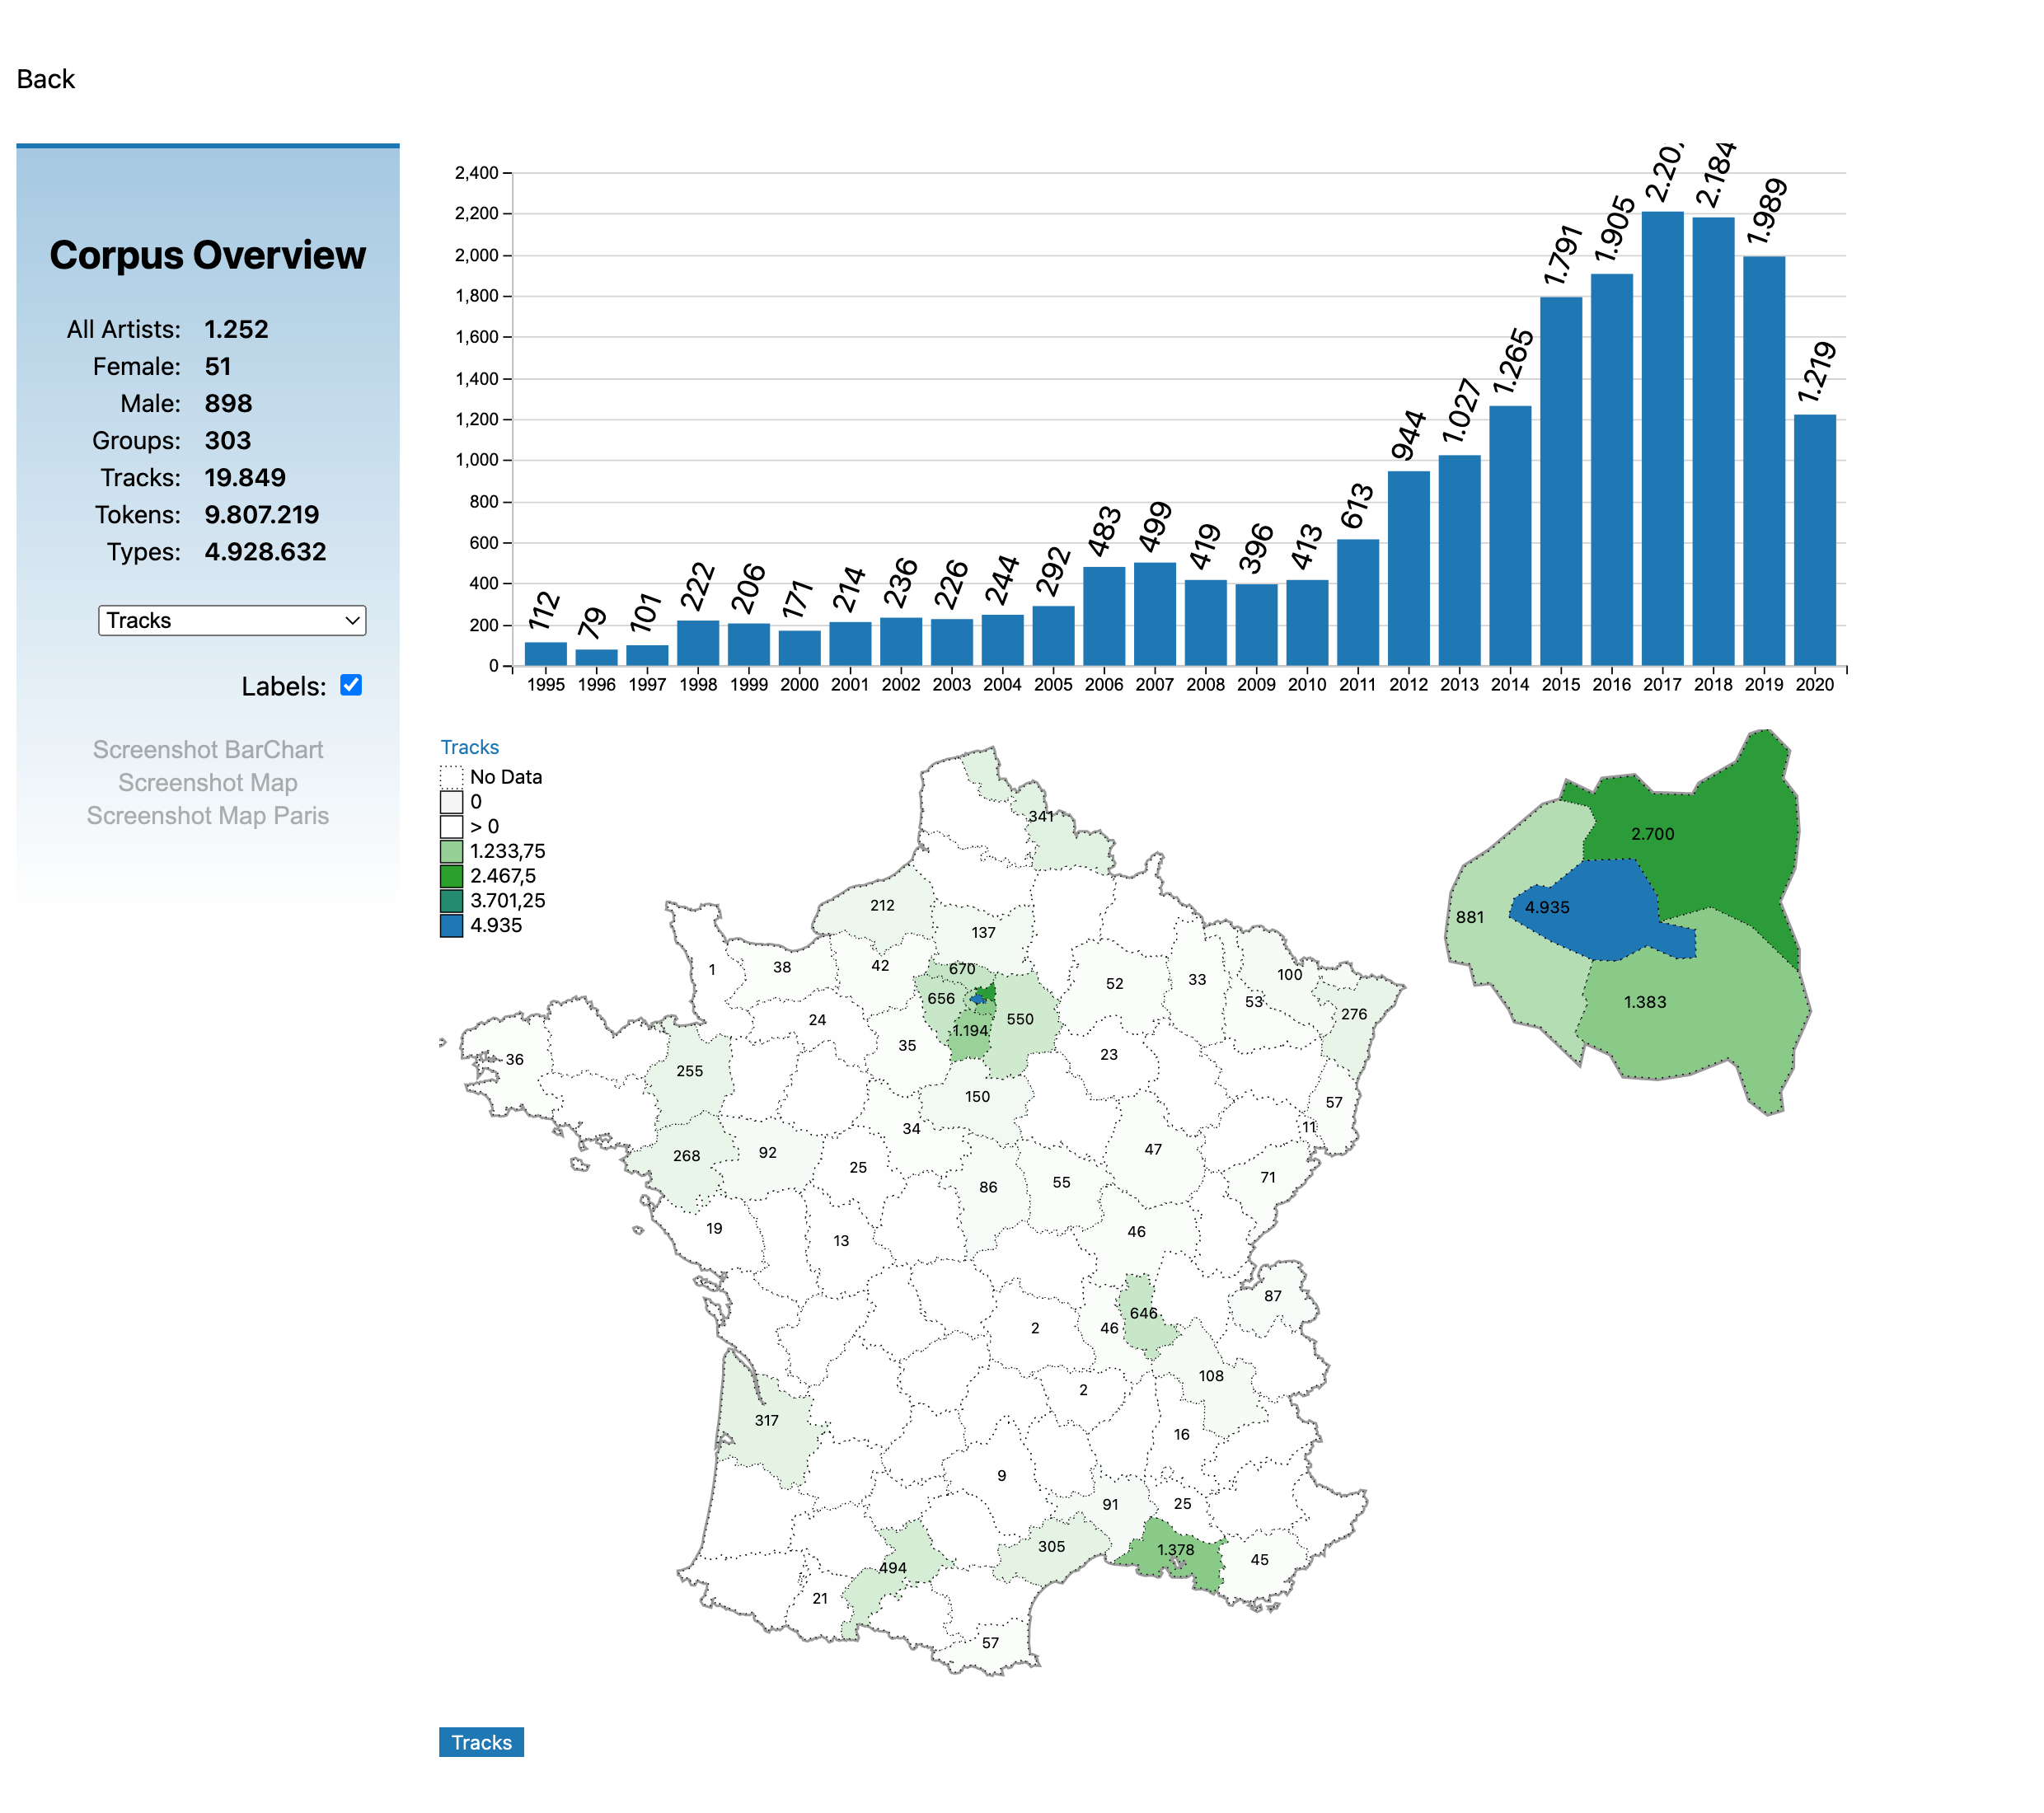 Back
Corpus Overview
All Artists: 1.252
Female: 51
Male: 898
Groups: 303
Tracks: 19.849
Tokens: 9.807.219
Types: 4.928.632
Tracks
Labels:
Screenshot BarChart
Screenshot Map
Screenshot Map Paris
2,400
2,200
2,000
1,800
1,600
1,400
1,200
1,000
800
600
400
200
0
112 79 101 222 206 171 214 236 226 244 292 483 499 419 396 413 613 944 1.027 1.265 1.791 1.905 2.184 1.989 1.219
1995 1996 1997 1998 1999 2000 2001 2002 2003 2004 2005 2006 2007 2008 2009 2010 2011 2012 2013 2014 2015 2016 2017 2018 2019 2020
Tracks
No Data
0
> 0
1.233,75
2.467,5
3.701,25
4.935
341
212
137
670
1 38 42
656
52 33 100
53
24
1.194 550
276
35
36
255
23
150
57
34
11
268 92
25
47
86 55
71
19
13
46
87
646
2 46
108
2
317
16
9
91 25
305 1.378
45
494
21
57
2.700
881 4.935
1.383
Tracks